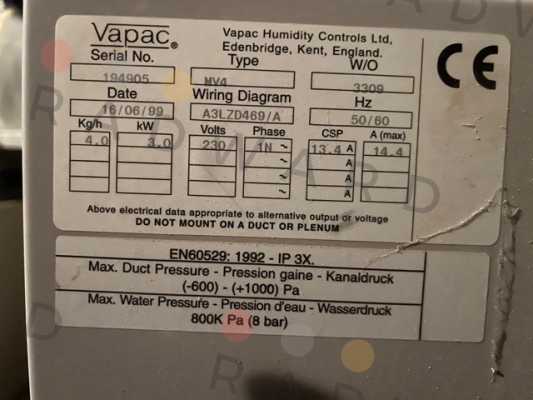 Vapac®
Vapac Humidity Controls Ltd,
Edenbridge, Kent, England.
Serial No. Type W/O
194905 MV4 3309
Date Wiring Diagram Hz
16/06/99 A3LZD469/A 50/60
Kg/h kW Volts Phase CSP A (max)
4.0 3.0 230 1N ~ 13.4 A 14.4
~ A
~ A
~ A
Above electrical data appropriate to alternative output or voltage
DO NOT MOUNT ON A DUCT OR PLENUM
EN60529: 1992 - IP 3X.
Max. Duct Pressure - Pression gaine - Kanaldruck
(-600) - (+1000) Pa
Max. Water Pressure - Pression d'eau - Wasserdruck
800K Pa (8 bar)
CE
RADWARD